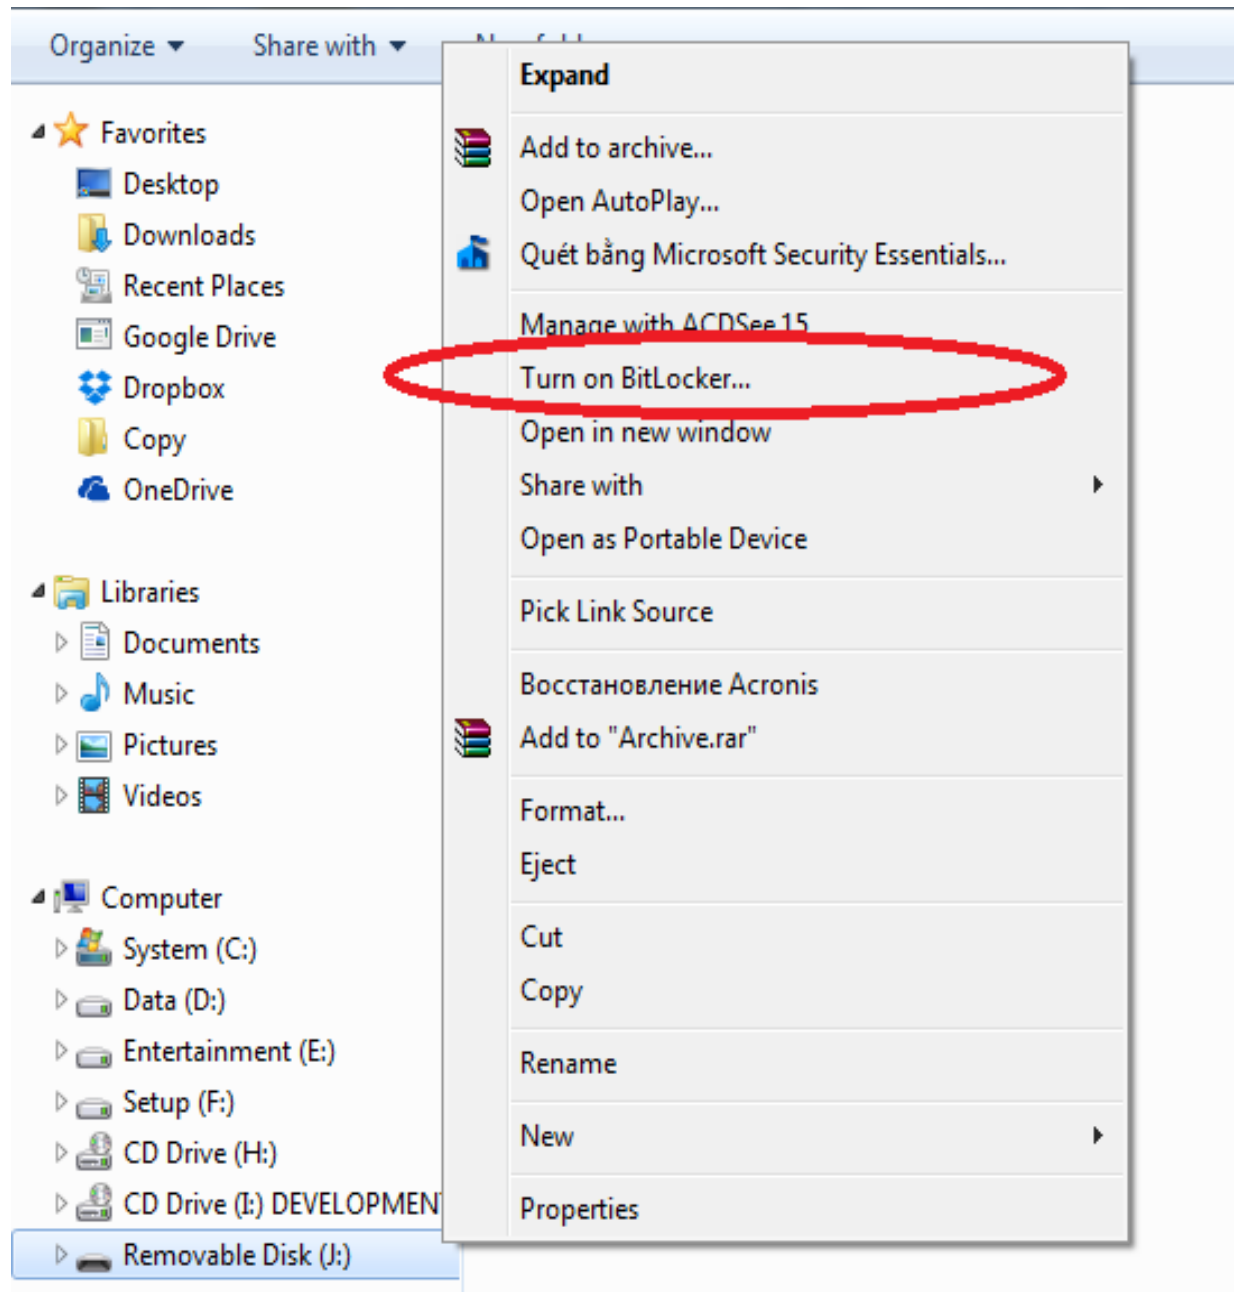 Organize
Share with
Favorites
Desktop
Downloads
Recent Places
Google Drive
Dropbox
Copy
OneDrive
Libraries
Documents
Music
Pictures
Videos
Computer
System (C:)
Data (D:)
Entertainment (E:)
Setup (F:)
CD Drive (H:)
CD Drive (I:) DEVELOPMEN
Removable Disk (J:)
Expand
Add to archive...
Open AutoPlay...
Quét bằng Microsoft Security Essentials...
Manage with ACDSee 15
Turn on BitLocker...
Open in new window
Share with
Open as Portable Device
Pick Link Source
Восстановление Acronis
Add to "Archive.rar"
Format...
Eject
Cut
Copy
Rename
New
Properties